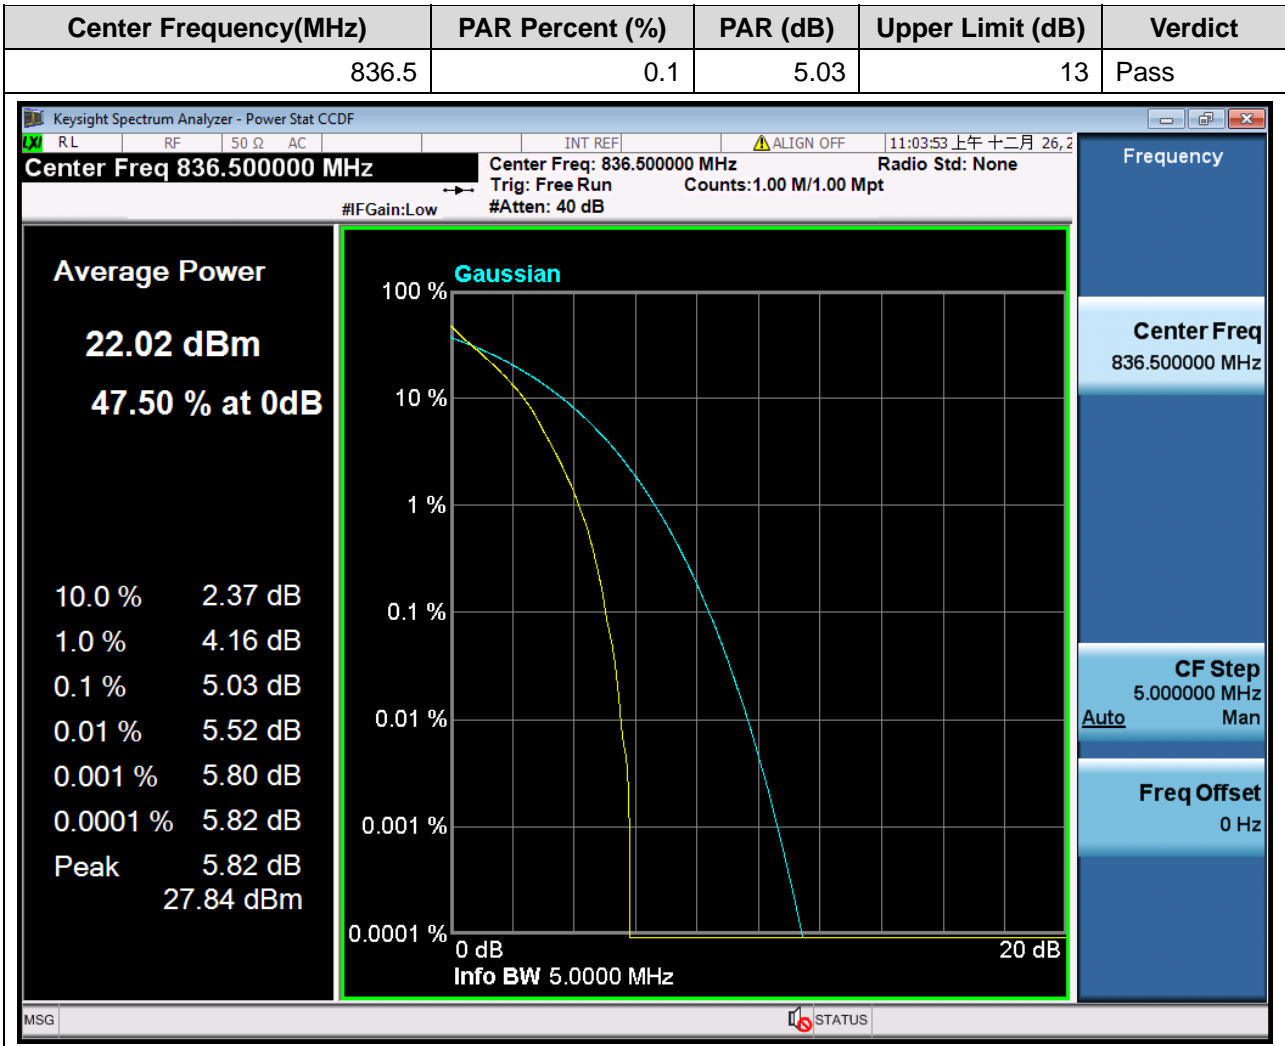 Center Frequency(MHz) PAR Percent (%) PAR (dB) Upper Limit (dB) Verdict
836.5 0.1 5.03 13 Pass
Keysight Spectrum Analyzer - Power Stat CCDF
LXI RL RF 50 Ω AC INT REF ALIGN OFF 11:03:53 上午 十二月 26, 2
Center Freq 836.500000 MHz
Center Freq: 836.500000 MHz Radio Std: None
Trig: Free Run Counts:1.00 M/1.00 Mpt
#IFGain:Low #Atten: 40 dB
Average Power
22.02 dBm
47.50 % at 0dB
10.0 % 2.37 dB
1.0 % 4.16 dB
0.1 % 5.03 dB
0.01 % 5.52 dB
0.001 % 5.80 dB
0.0001 % 5.82 dB
Peak 5.82 dB
27.84 dBm
Gaussian
100 %
10 %
1 %
0.1 %
0.01 %
0.001 %
0.0001 %
0 dB 20 dB
Info BW 5.0000 MHz
Frequency
Center Freq
836.500000 MHz
CF Step
5.000000 MHz
Auto Man
Freq Offset
0 Hz
MSG STATUS